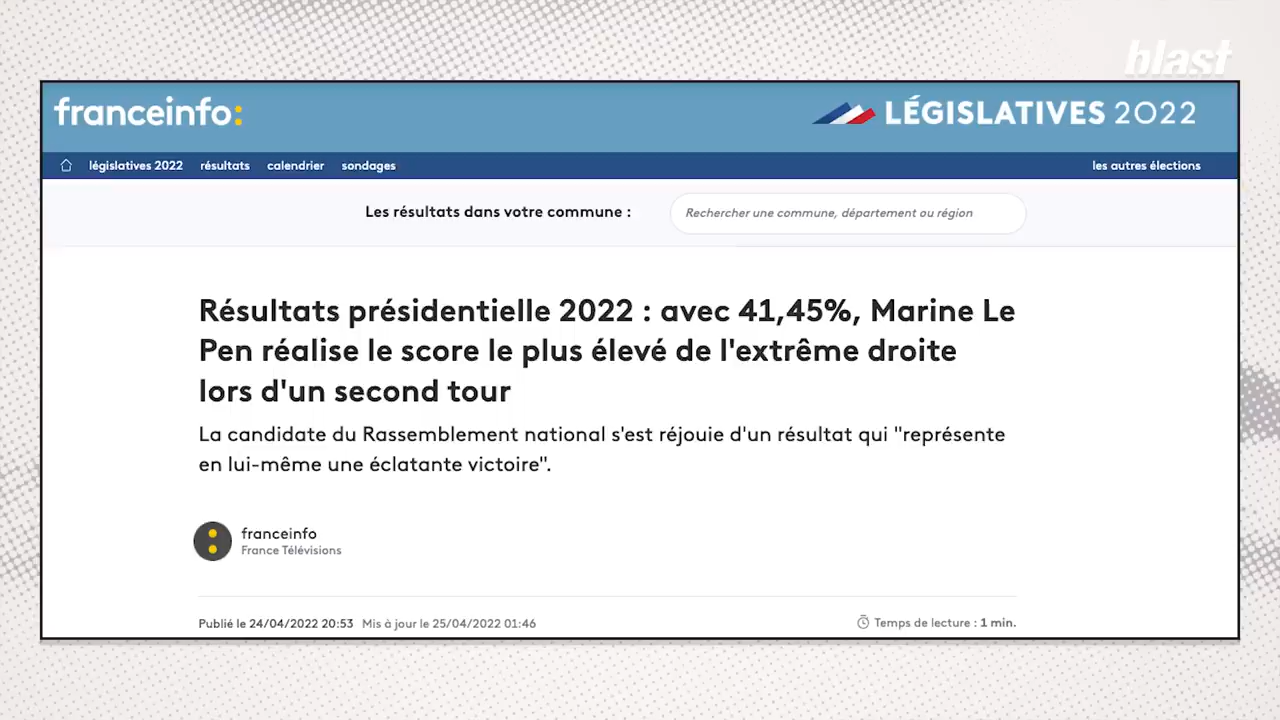 blast
franceinfo:
LÉGISLATIVES 2022
législatives 2022 résultats calendrier sondages les autres élections
Les résultats dans votre commune : Rechercher une commune, département ou région
Résultats présidentielle 2022 : avec 41,45%, Marine Le
Pen réalise le score le plus élevé de l'extrême droite
lors d'un second tour
La candidate du Rassemblement national s'est réjouie d'un résultat qui "représente
en lui-même une éclatante victoire".
franceinfo
France Télévisions
Publié le 24/04/2022 20:53 Mis à jour le 25/04/2022 01:46 Temps de lecture : 1 min.